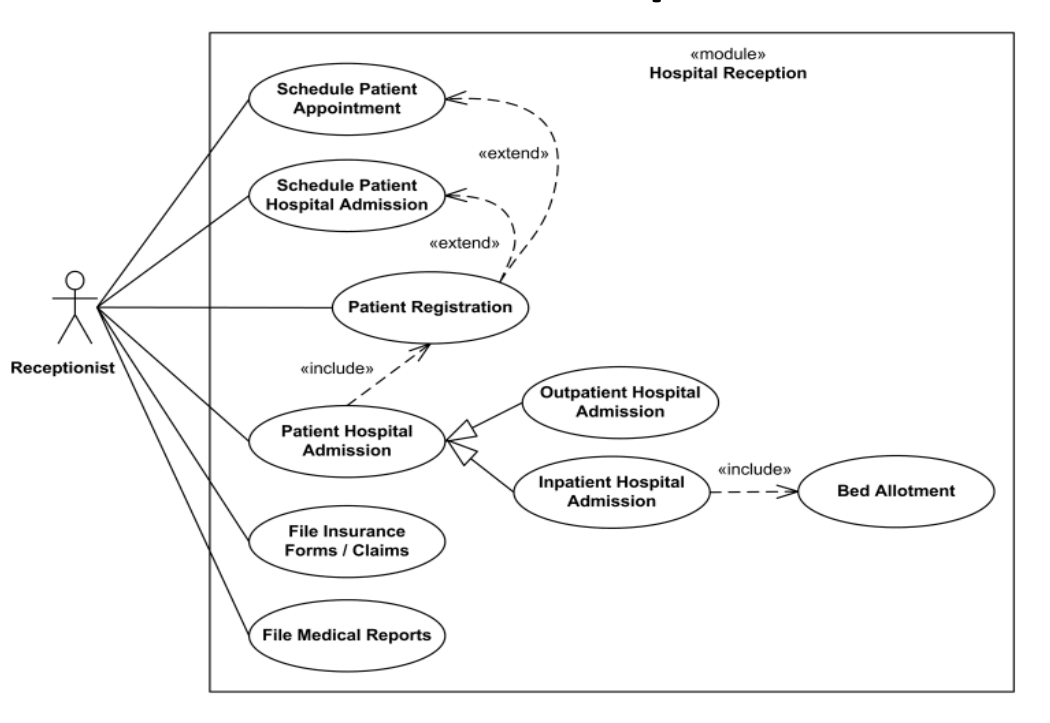 «module»
Hospital Reception
Schedule Patient
Appointment
«extend»
Schedule Patient
Hospital Admission
«extend»
Patient Registration
Receptionist
«include»
Outpatient Hospital
Admission
Patient Hospital
Admission
Inpatient Hospital
Admission
«include»
Bed Allotment
File Insurance
Forms / Claims
File Medical Reports